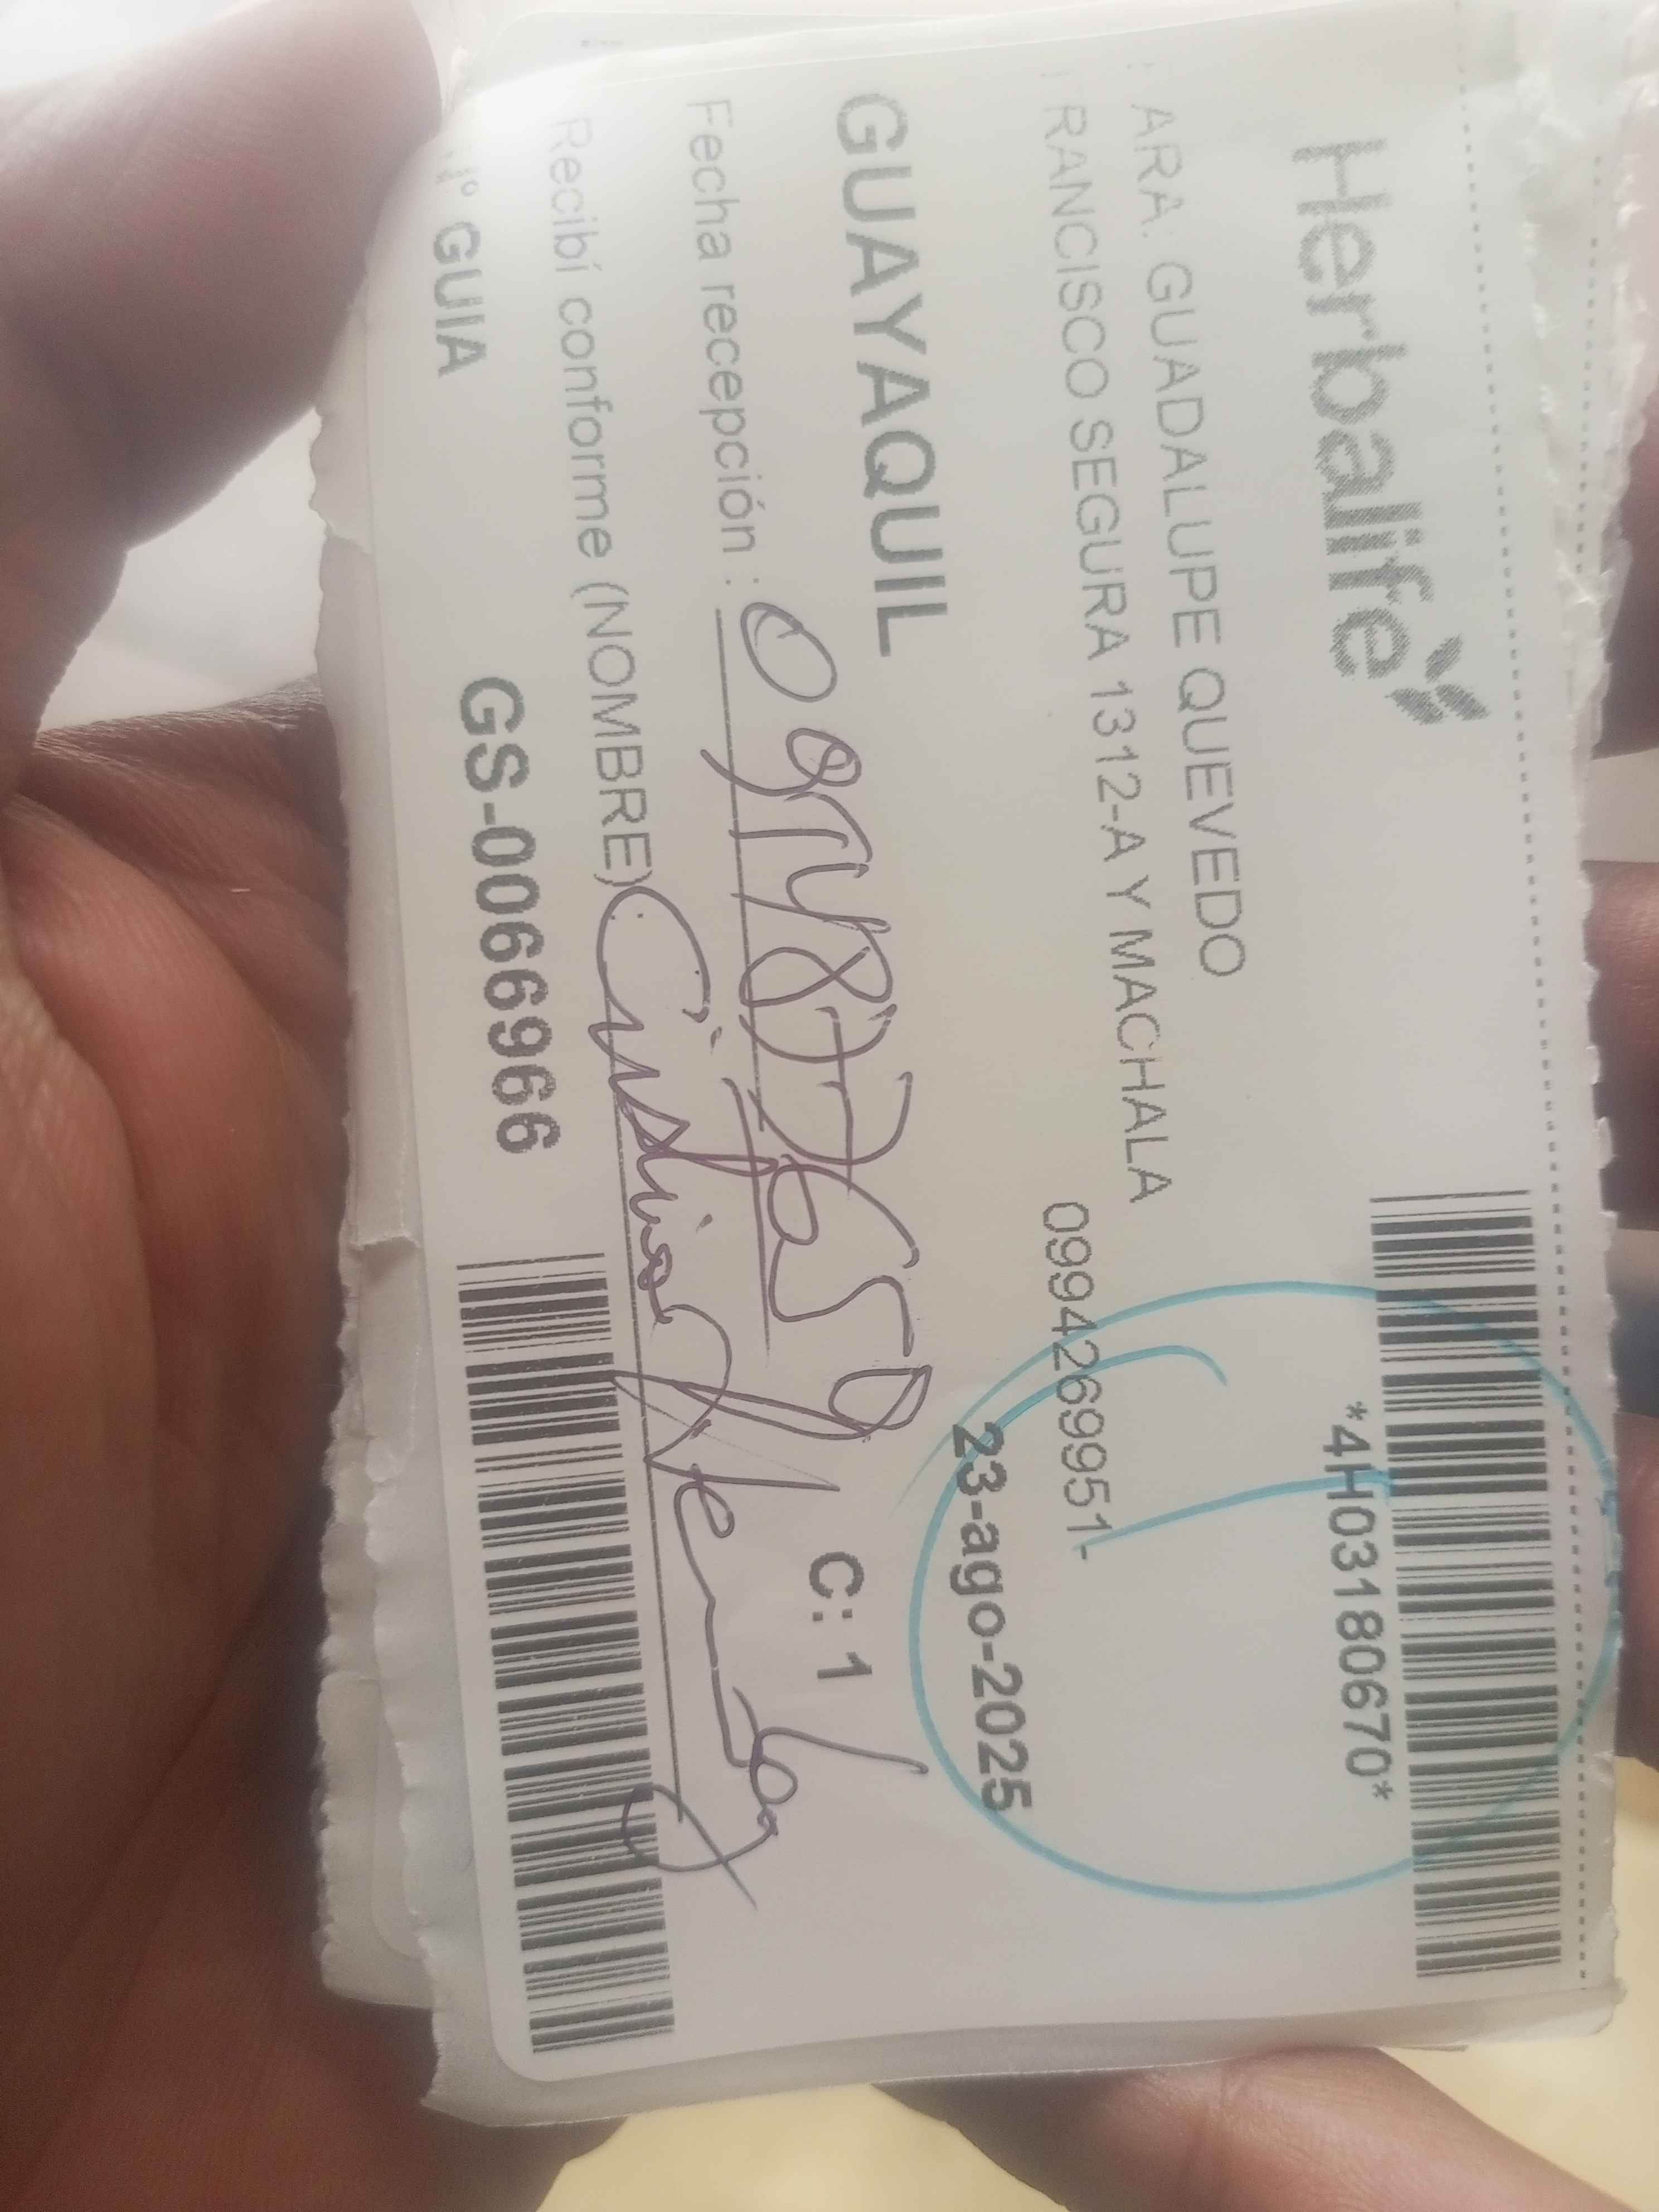 Herbalife
*4H03180670*
ARA: GUADALUPE QUEVEDO
RANCISCO SEGURA 1312-A Y MACHALA
0994269951-
23-ago-2025
GUAYAQUIL
C: 1
Fecha recepción :
Recibí conforme (NOMBRE) Cristhian
GUIA GS-0066966